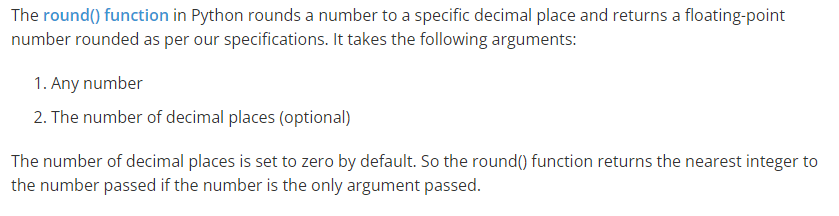 The round() function in Python rounds a number to a specific decimal place and returns a floating-point
number rounded as per our specifications. It takes the following arguments:
1. Any number
2. The number of decimal places (optional)
The number of decimal places is set to zero by default. So the round() function returns the nearest integer to
the number passed if the number is the only argument passed.